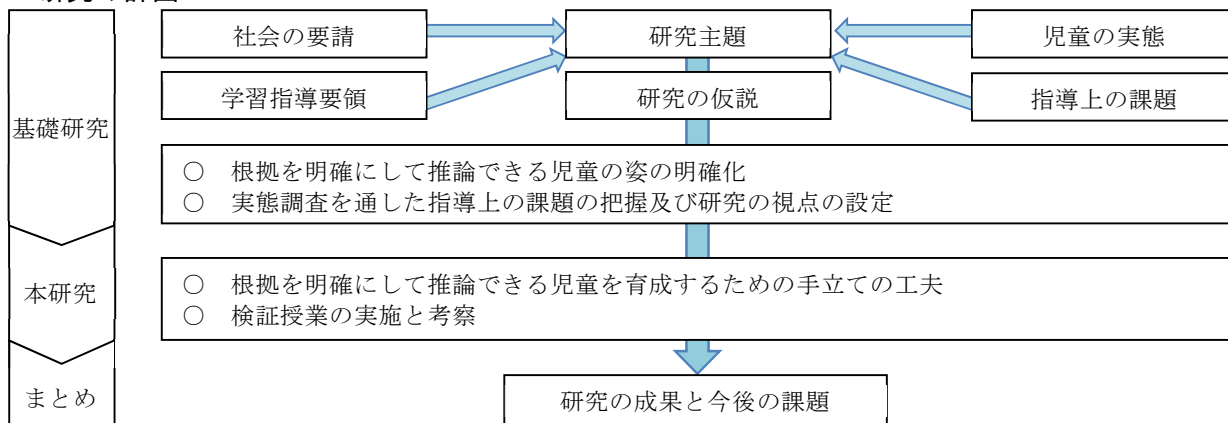 社会の要請
研究主題
児童の実態
学習指導要領
研究の仮説
指導上の課題
基礎研究
○ 根拠を明確にして推論できる児童の姿の明確化
○ 実態調査を通した指導上の課題の把握及び研究の視点の設定
本研究
○ 根拠を明確にして推論できる児童を育成するための手立ての工夫
○ 検証授業の実施と考察
まとめ
研究の成果と今後の課題